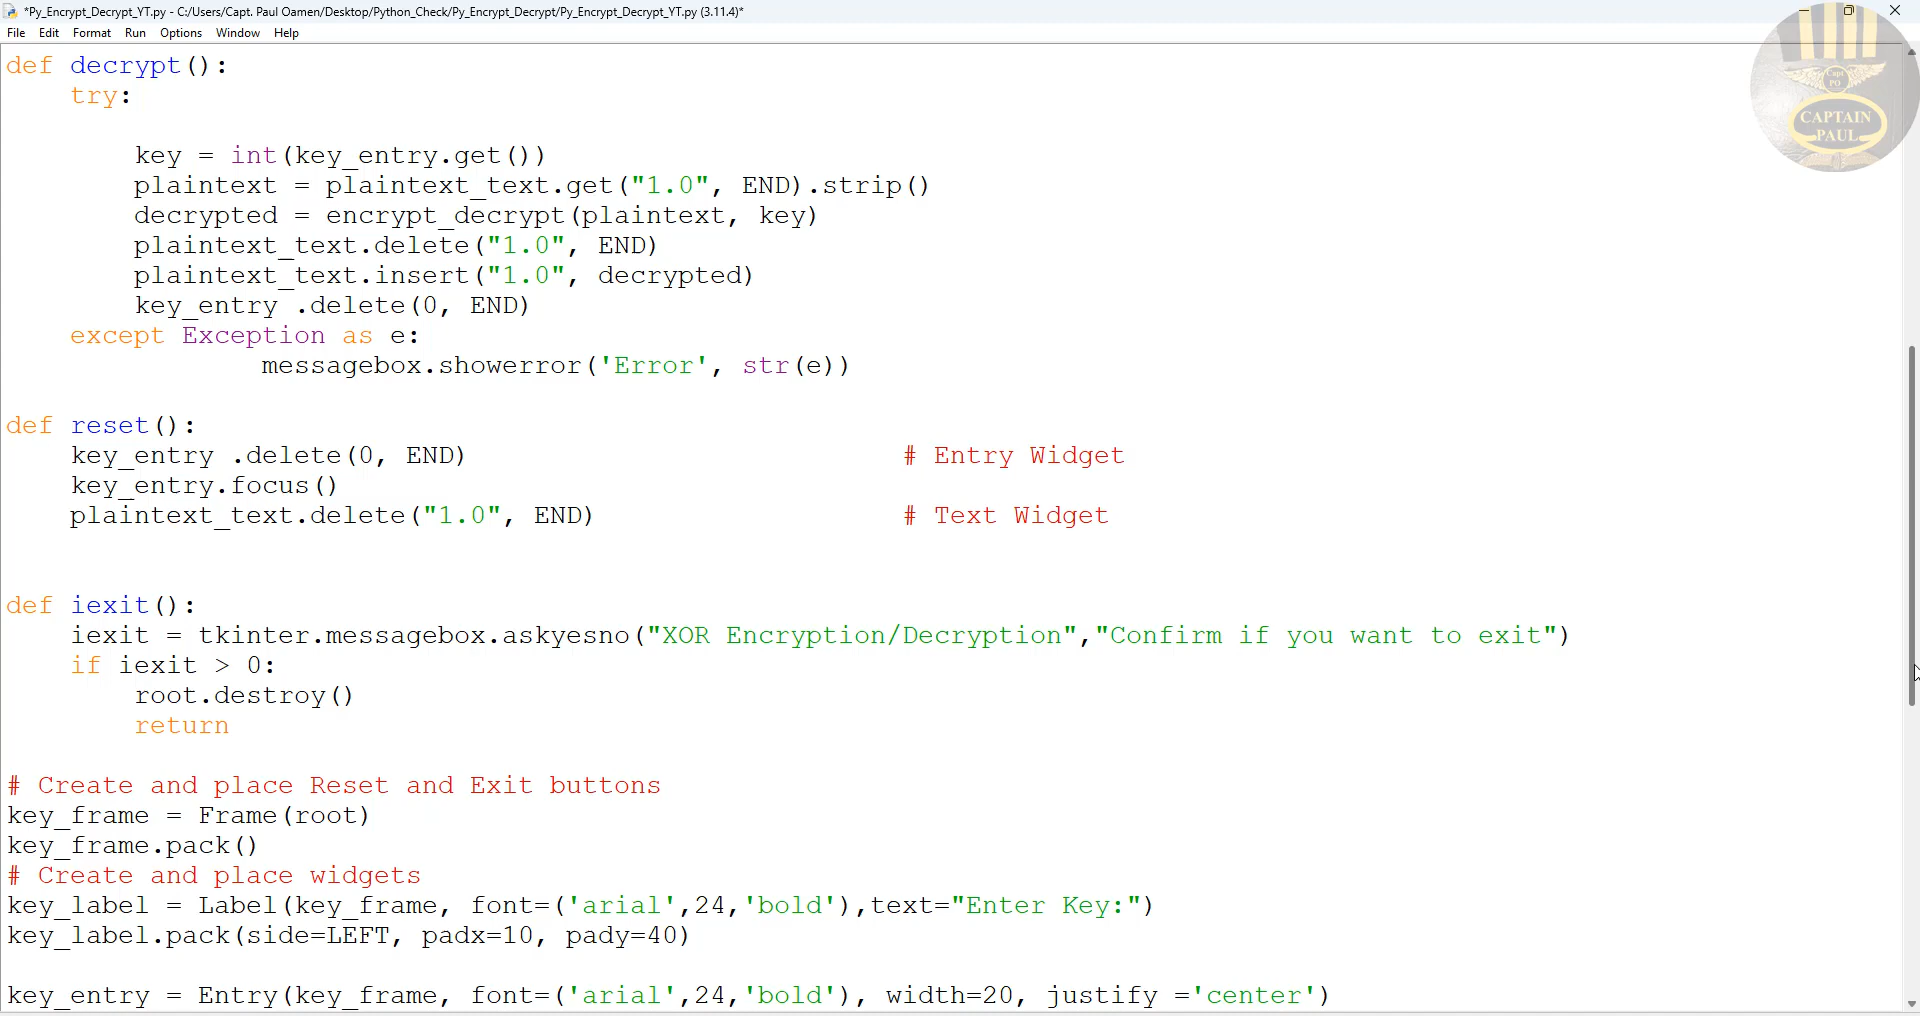 *Py_Encrypt_Decrypt_YT.py - C:/Users/Capt. Paul Oamen/Desktop/Python_Check/Py_Encrypt_Decrypt/Py_Encrypt_Decrypt_YT.py (3.11.4)*
File Edit Format Run Options Window Help
Capt
PO
CAPTAIN
PAUL
def decrypt():
    try:

        key = int(key_entry.get())
        plaintext = plaintext_text.get("1.0", END).strip()
        decrypted = encrypt_decrypt(plaintext, key)
        plaintext_text.delete("1.0", END)
        plaintext_text.insert("1.0", decrypted)
        key_entry .delete(0, END)
    except Exception as e:
                messagebox.showerror('Error', str(e))

def reset():
    key_entry .delete(0, END)                           # Entry Widget
    key_entry.focus()
    plaintext_text.delete("1.0", END)                   # Text Widget


def iexit():
    iexit = tkinter.messagebox.askyesno("XOR Encryption/Decryption","Confirm if you want to exit")
    if iexit > 0:
        root.destroy()
        return

# Create and place Reset and Exit buttons
key_frame = Frame(root)
key_frame.pack()
# Create and place widgets
key_label = Label(key_frame, font=('arial',24,'bold'),text="Enter Key:")
key_label.pack(side=LEFT, padx=10, pady=40)

key_entry = Entry(key_frame, font=('arial',24,'bold'), width=20, justify ='center')